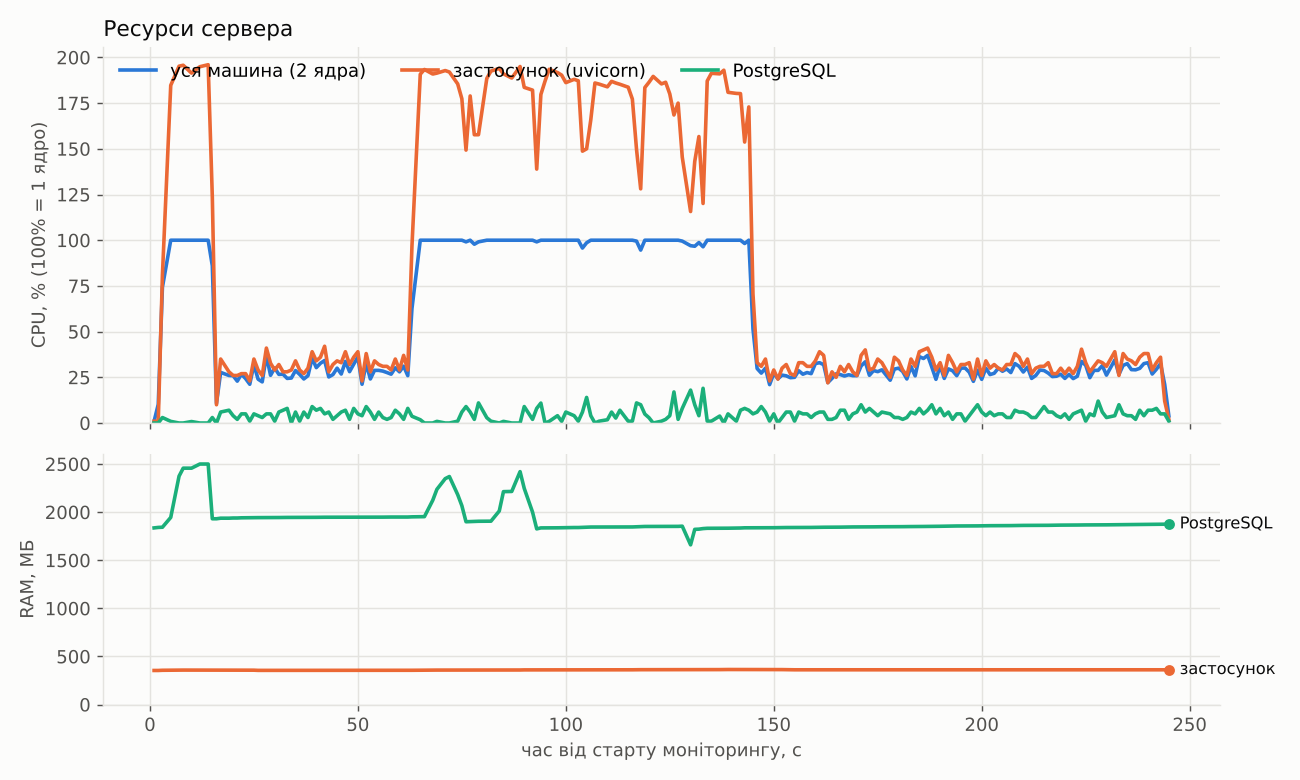 Ресурси сервера
CPU, % (100% = 1 ядро)
200
175
150
125
100
75
50
25
0
уся машина (2 ядра) застосунок (uvicorn) PostgreSQL
RAM, МБ
2500
2000
1500
1000
500
0
PostgreSQL
застосунок
0 50 100 150 200 250
час від старту моніторингу, с